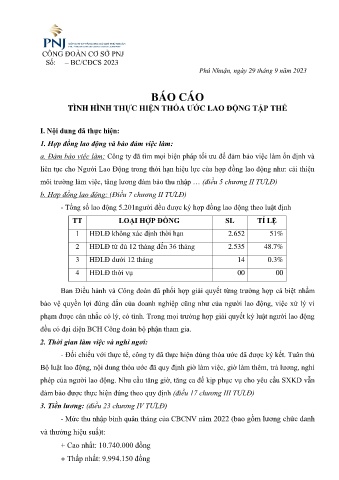 PNJ
CÔNG ĐOÀN CƠ SỞ PNJ
Số: – BC/CĐCS 2023
Phú Nhuận, ngày 29 tháng 9 năm 2023
BÁO CÁO
TÌNH HÌNH THỰC HIỆN THỎA ƯỚC LAO ĐỘNG TẬP THỂ
I. Nội dung đã thực hiện:
1. Hợp đồng lao động và bảo đảm việc làm:
a. Đảm bảo việc làm: Công ty đã tìm mọi biện pháp tối ưu để đảm bảo việc làm ổn định và
liên tục cho Người Lao Động trong thời hạn hiệu lực của hợp đồng lao động như: cải thiện
môi trường làm việc, tăng lương đảm bảo thu nhập … (điều 5 chương II TƯLĐ)
b. Hợp đồng lao động: (Điều 7 chương II TƯLĐ)
- Tổng số lao động 5.201người đều được ký hợp đồng lao động theo luật định
TT LOẠI HỢP ĐỒNG SL TỈ LỆ
1 HĐLĐ không xác định thời hạn 2.652 51%
2 HĐLĐ từ đủ 12 tháng đến 36 tháng 2.535 48.7%
3 HĐLĐ dưới 12 tháng 14 0.3%
4 HĐLĐ thời vụ 00 00
Ban Điều hành và Công đoàn đã phối hợp giải quyết từng trường hợp cá biệt nhằm
bảo vệ quyền lợi đúng đắn của doanh nghiệp cũng như của người lao động, việc xử lý vi
phạm được cân nhắc có lý, có tình. Trong mọi trường hợp giải quyết kỷ luật người lao động
đều có đại diện BCH Công đoàn bộ phận tham gia.
2. Thời gian làm việc và nghỉ ngơi:
- Đối chiếu với thực tế, công ty đã thực hiện đúng thỏa ước đã được ký kết. Tuân thủ
Bộ luật lao động, nội dung thỏa ước đã quy định giờ làm việc, giờ làm thêm, trả lương, nghỉ
phép của người lao động. Nhu cầu tăng giờ, tăng ca để kịp phục vụ cho yêu cầu SXKD vẫn
đảm bảo được thực hiện đúng theo quy định (điều 17 chương III TƯLĐ)
3. Tiền lương: (điều 23 chương IV TƯLĐ)
- Mức thu nhập bình quân tháng của CBCNV năm 2022 (bao gồm lương chức danh
và thưởng hiệu suất):
+ Cao nhất: 10.740.000 đồng
+ Thấp nhất: 9.994.150 đồng